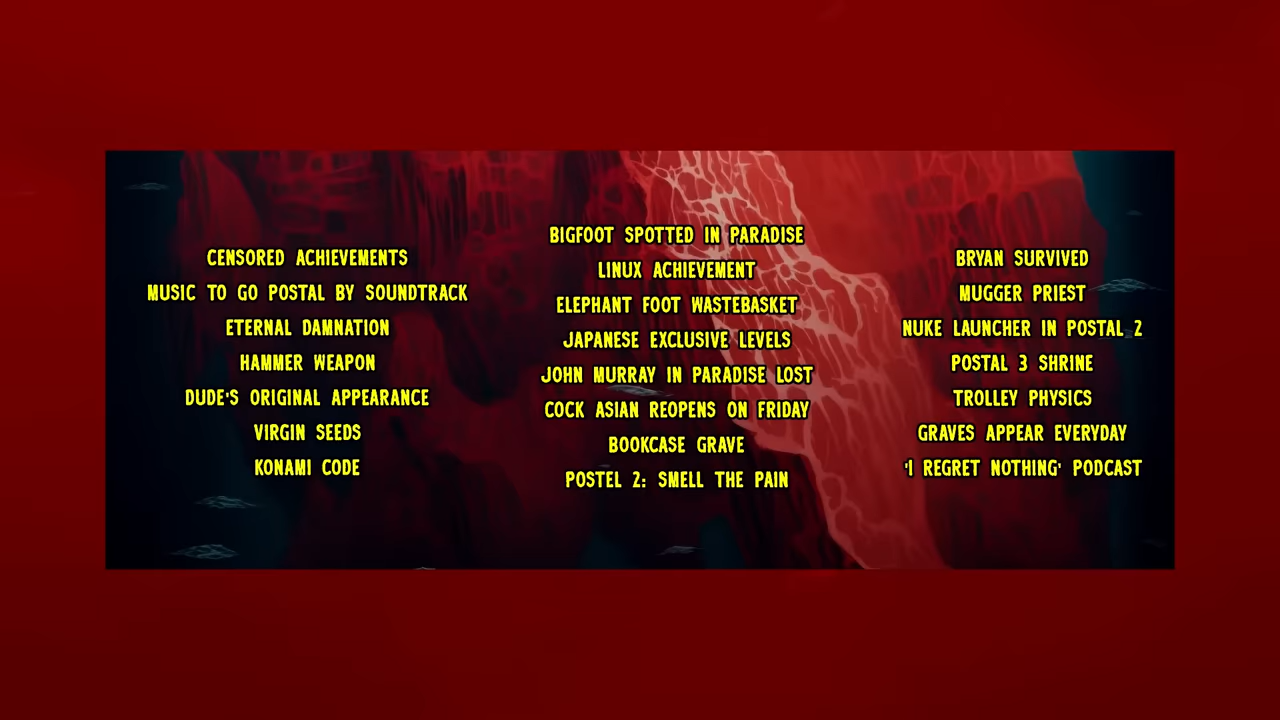 CENSORED ACHIEVEMENTS
MUSIC TO GO POSTAL BY SOUNDTRACK
ETERNAL DAMNATION
HAMMER WEAPON
DUDE'S ORIGINAL APPEARANCE
VIRGIN SEEDS
KONAMI CODE
BIGFOOT SPOTTED IN PARADISE
LINUX ACHIEVEMENT
ELEPHANT FOOT WASTEBASKET
JAPANESE EXCLUSIVE LEVELS
JOHN MURRAY IN PARADISE LOST
COCK ASIAN REOPENS ON FRIDAY
BOOKCASE GRAVE
POSTEL 2: SMELL THE PAIN
BRYAN SURVIVED
MUGGER PRIEST
NUKE LAUNCHER IN POSTAL 2
POSTAL 3 SHRINE
TROLLEY PHYSICS
GRAVES APPEAR EVERYDAY
'I REGRET NOTHING' PODCAST